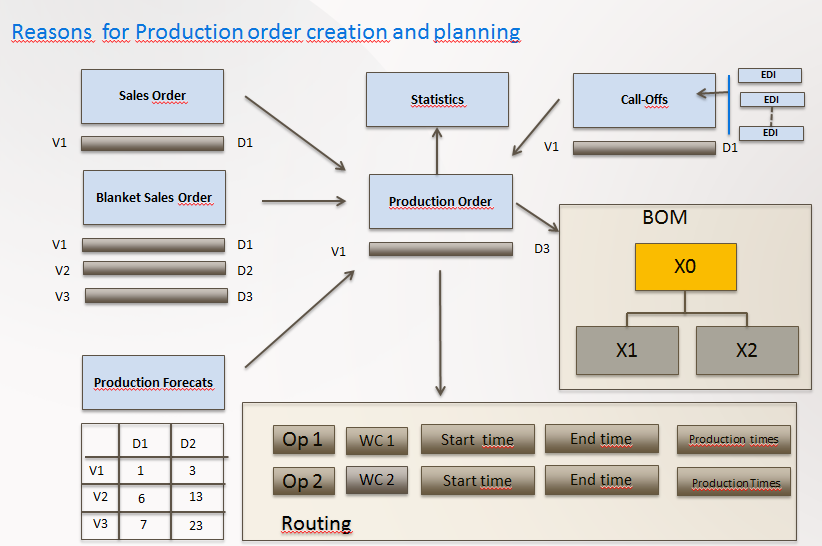 Reasons for Production order creation and planning
Sales Order
V1 D1
Blanket Sales Order
V1 D1
V2 D2
V3 D3
Production Forecats
D1 D2
V1 1 3
V2 6 13
V3 7 23
Statistics
Production Order
V1 D3
Call-Offs
V1 D1
EDI
EDI
EDI
BOM
X0
X1 X2
Op 1 WC 1 Start time End time Production times
Op 2 WC 2 Start time End time Production Times
Routing